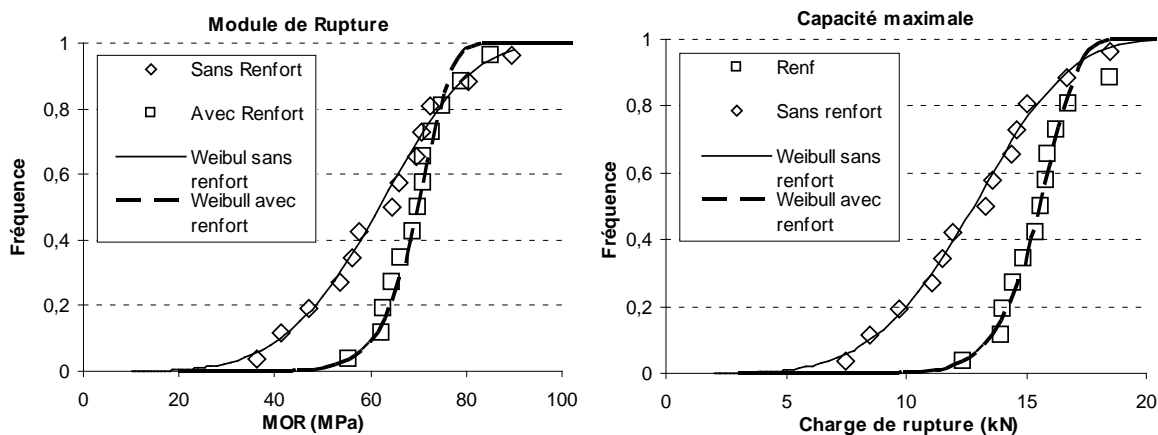 Module de Rupture
1
0,8
0,6
0,4
0,2
0
Fréquence
Sans Renfort
Avec Renfort
Weibul sans
renfort
Weibull avec
renfort
0 20 40 60 80 100
MOR (MPa)
Capacité maximale
1
0,8
0,6
0,4
0,2
0
Fréquence
Renf
Sans renfort
Weibull sans
renfort
Weibull avec
renfort
0 5 10 15 20
Charge de rupture (kN)